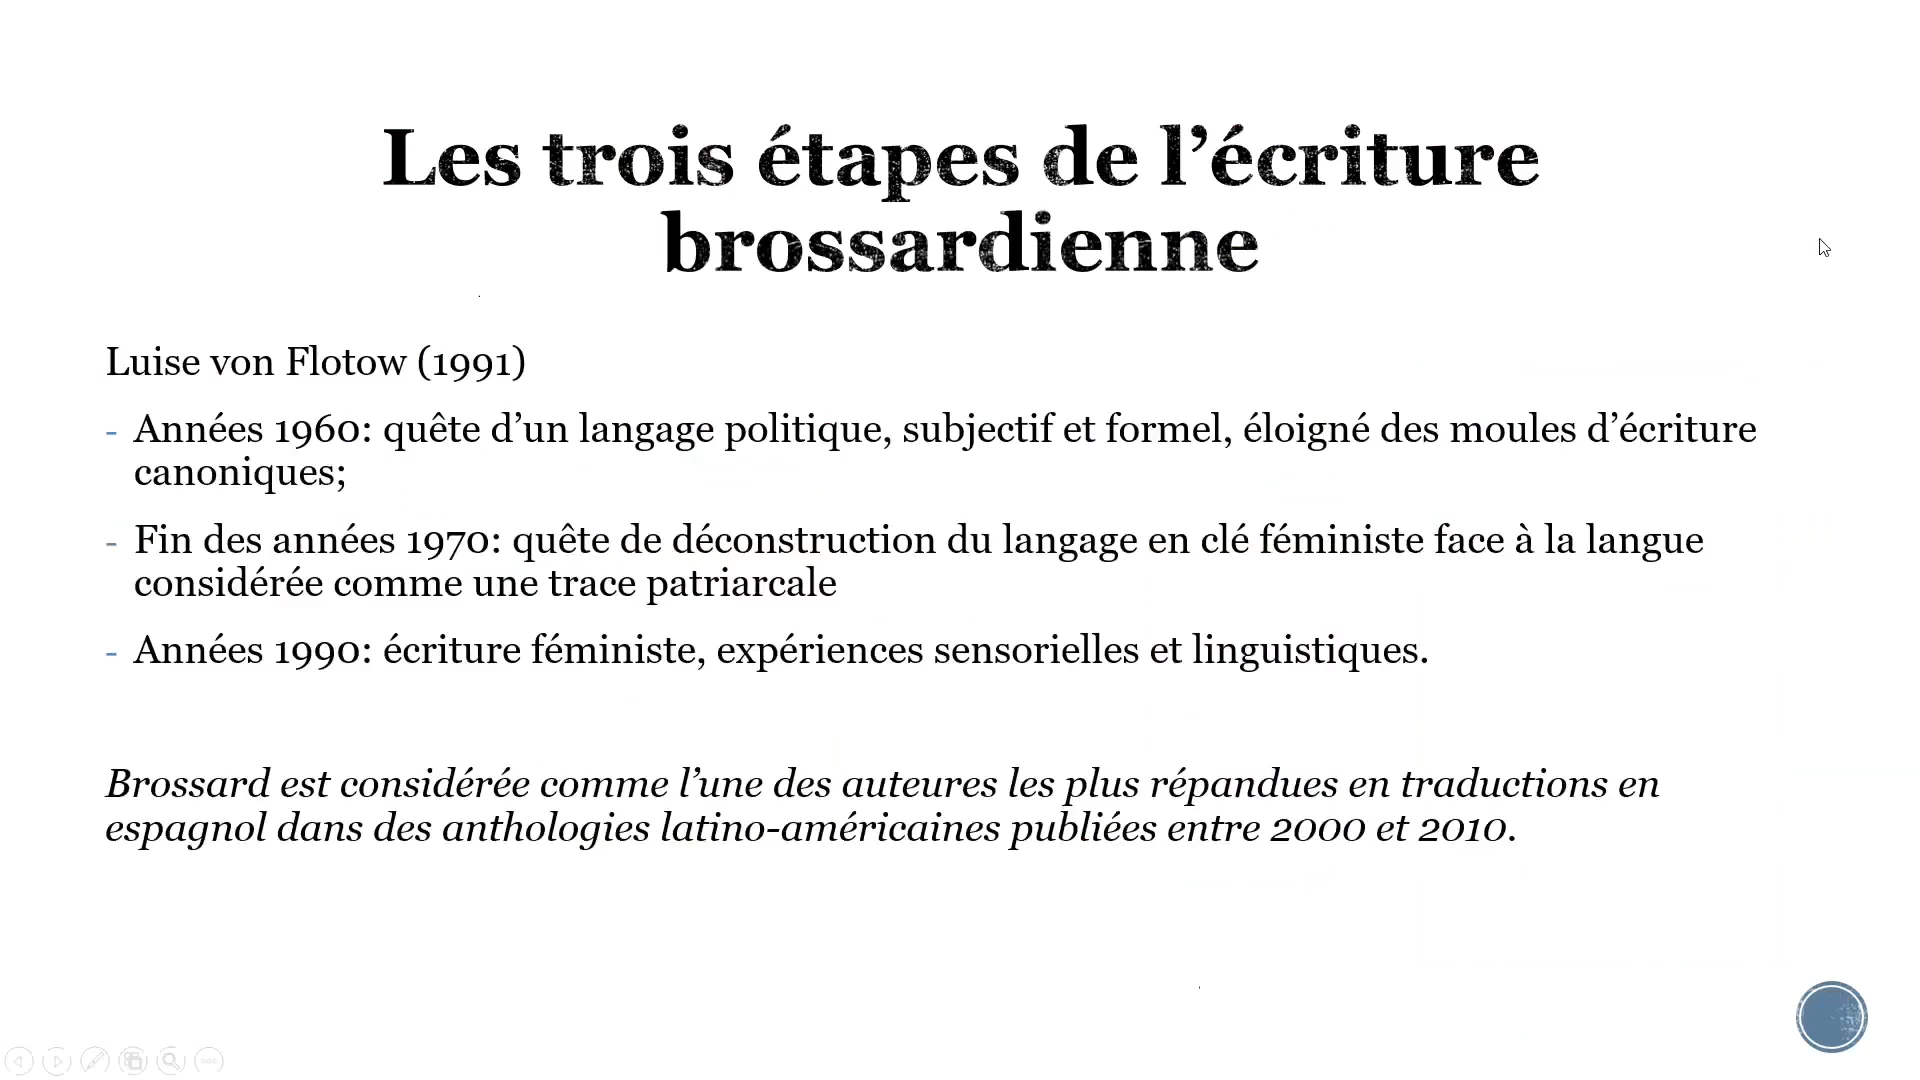 Les trois étapes de l’écriture
brossardienne
Luise von Flotow (1991)
- Années 1960: quête d’un langage politique, subjectif et formel, éloigné des moules d’écriture
canoniques;
- Fin des années 1970: quête de déconstruction du langage en clé féministe face à la langue
considérée comme une trace patriarcale
- Années 1990: écriture féministe, expériences sensorielles et linguistiques.
Brossard est considérée comme l’une des auteures les plus répandues en traductions en
espagnol dans des anthologies latino-américaines publiées entre 2000 et 2010.